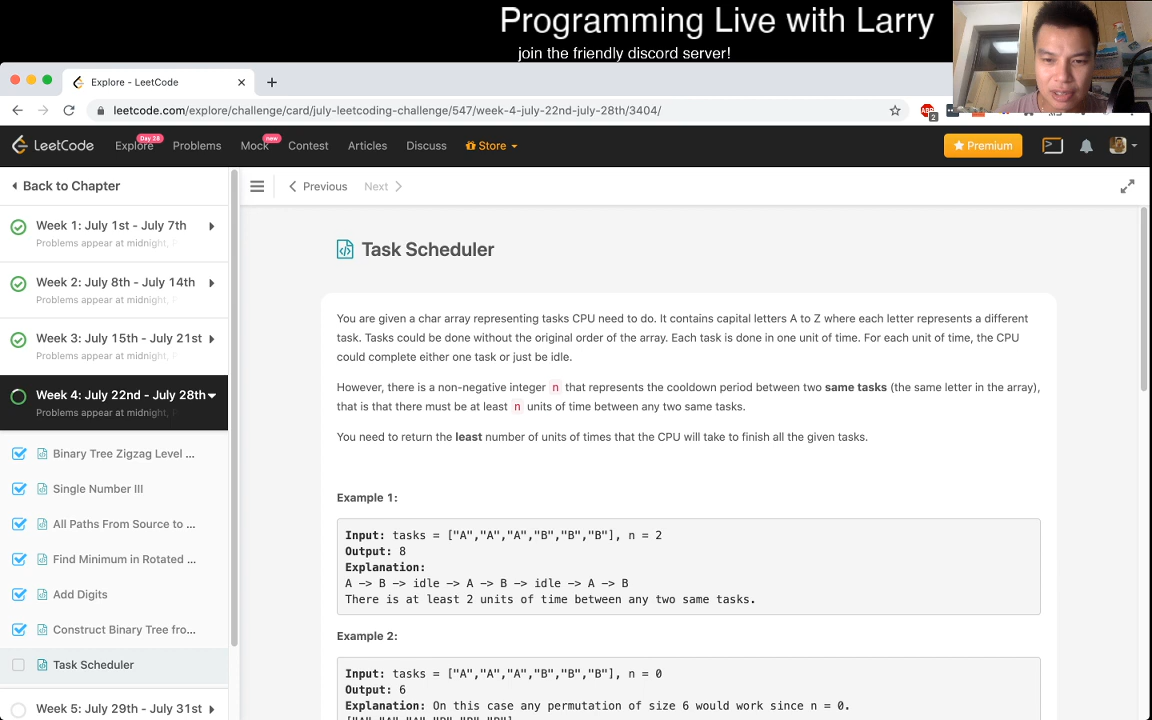 Programming Live with Larry
join the friendly discord server!
Explore - LeetCode
leetcode.com/explore/challenge/card/july-leetcoding-challenge/547/week-4-july-22nd-july-28th/3404/
ABP
2
LeetCode
Explore
Day 28
Problems
Mock
new
Contest
Articles
Discuss
Store
Premium
Back to Chapter
Previous
Next
Week 1: July 1st - July 7th
Problems appear at midnight,
Week 2: July 8th - July 14th
Problems appear at midnight,
Week 3: July 15th - July 21st
Problems appear at midnight,
Week 4: July 22nd - July 28th
Problems appear at midnight,
Binary Tree Zigzag Level ...
Single Number III
All Paths From Source to ...
Find Minimum in Rotated ...
Add Digits
Construct Binary Tree fro...
Task Scheduler
Week 5: July 29th - July 31st
Task Scheduler
You are given a char array representing tasks CPU need to do. It contains capital letters A to Z where each letter represents a different
task. Tasks could be done without the original order of the array. Each task is done in one unit of time. For each unit of time, the CPU
could complete either one task or just be idle.
However, there is a non-negative integer n that represents the cooldown period between two same tasks (the same letter in the array),
that is that there must be at least n units of time between any two same tasks.
You need to return the least number of units of times that the CPU will take to finish all the given tasks.
Example 1:
Input: tasks = ["A","A","A","B","B","B"], n = 2
Output: 8
Explanation:
A -> B -> idle -> A -> B -> idle -> A -> B
There is at least 2 units of time between any two same tasks.
Example 2:
Input: tasks = ["A","A","A","B","B","B"], n = 0
Output: 6
Explanation: On this case any permutation of size 6 would work since n = 0.